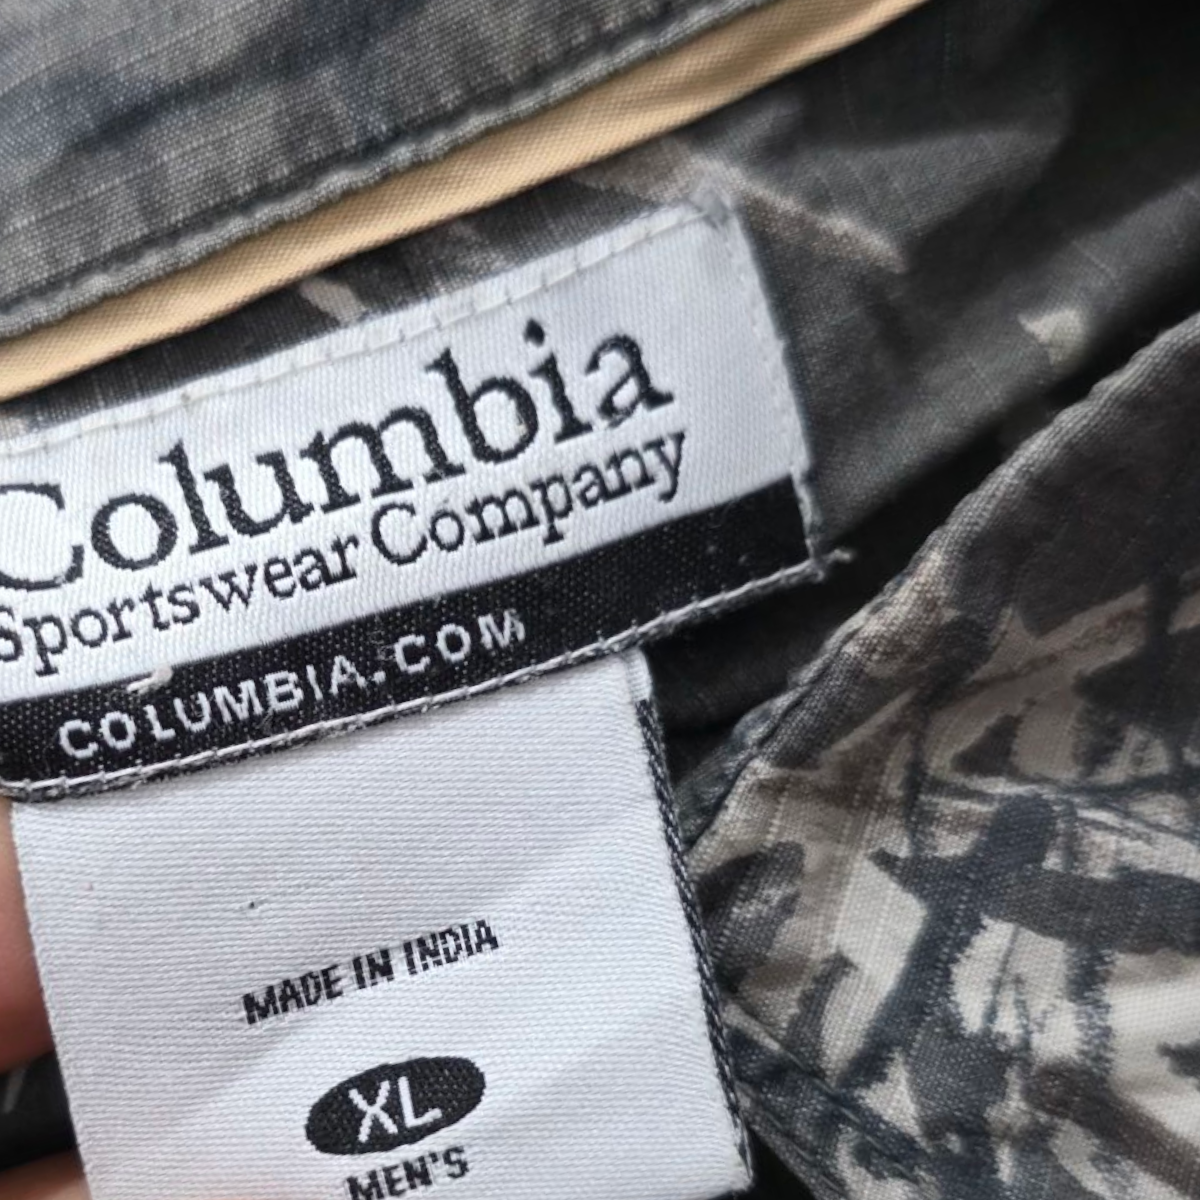 Columbia
Sportswear Company
COLUMBIA.COM
MADE IN INDIA
XL
MEN'S